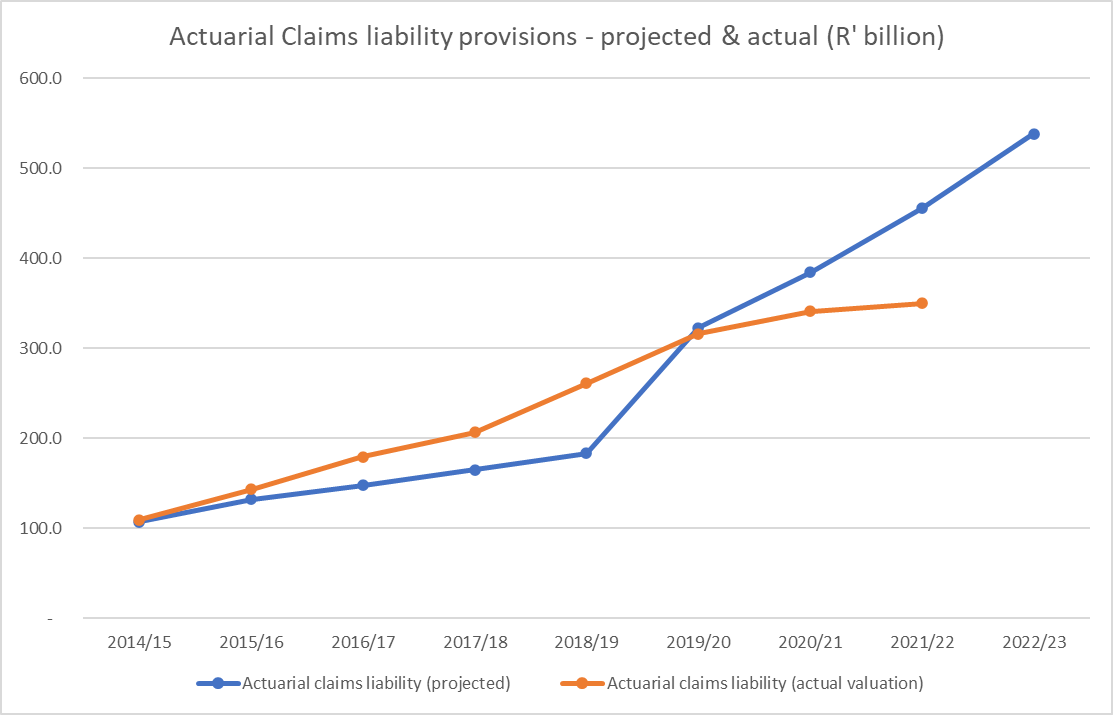 Actuarial Claims liability provisions - projected & actual (R' billion)
600.0
500.0
400.0
300.0
200.0
100.0
-
2014/15 2015/16 2016/17 2017/18 2018/19 2019/20 2020/21 2021/22 2022/23
Actuarial claims liability (projected) Actuarial claims liability (actual valuation)